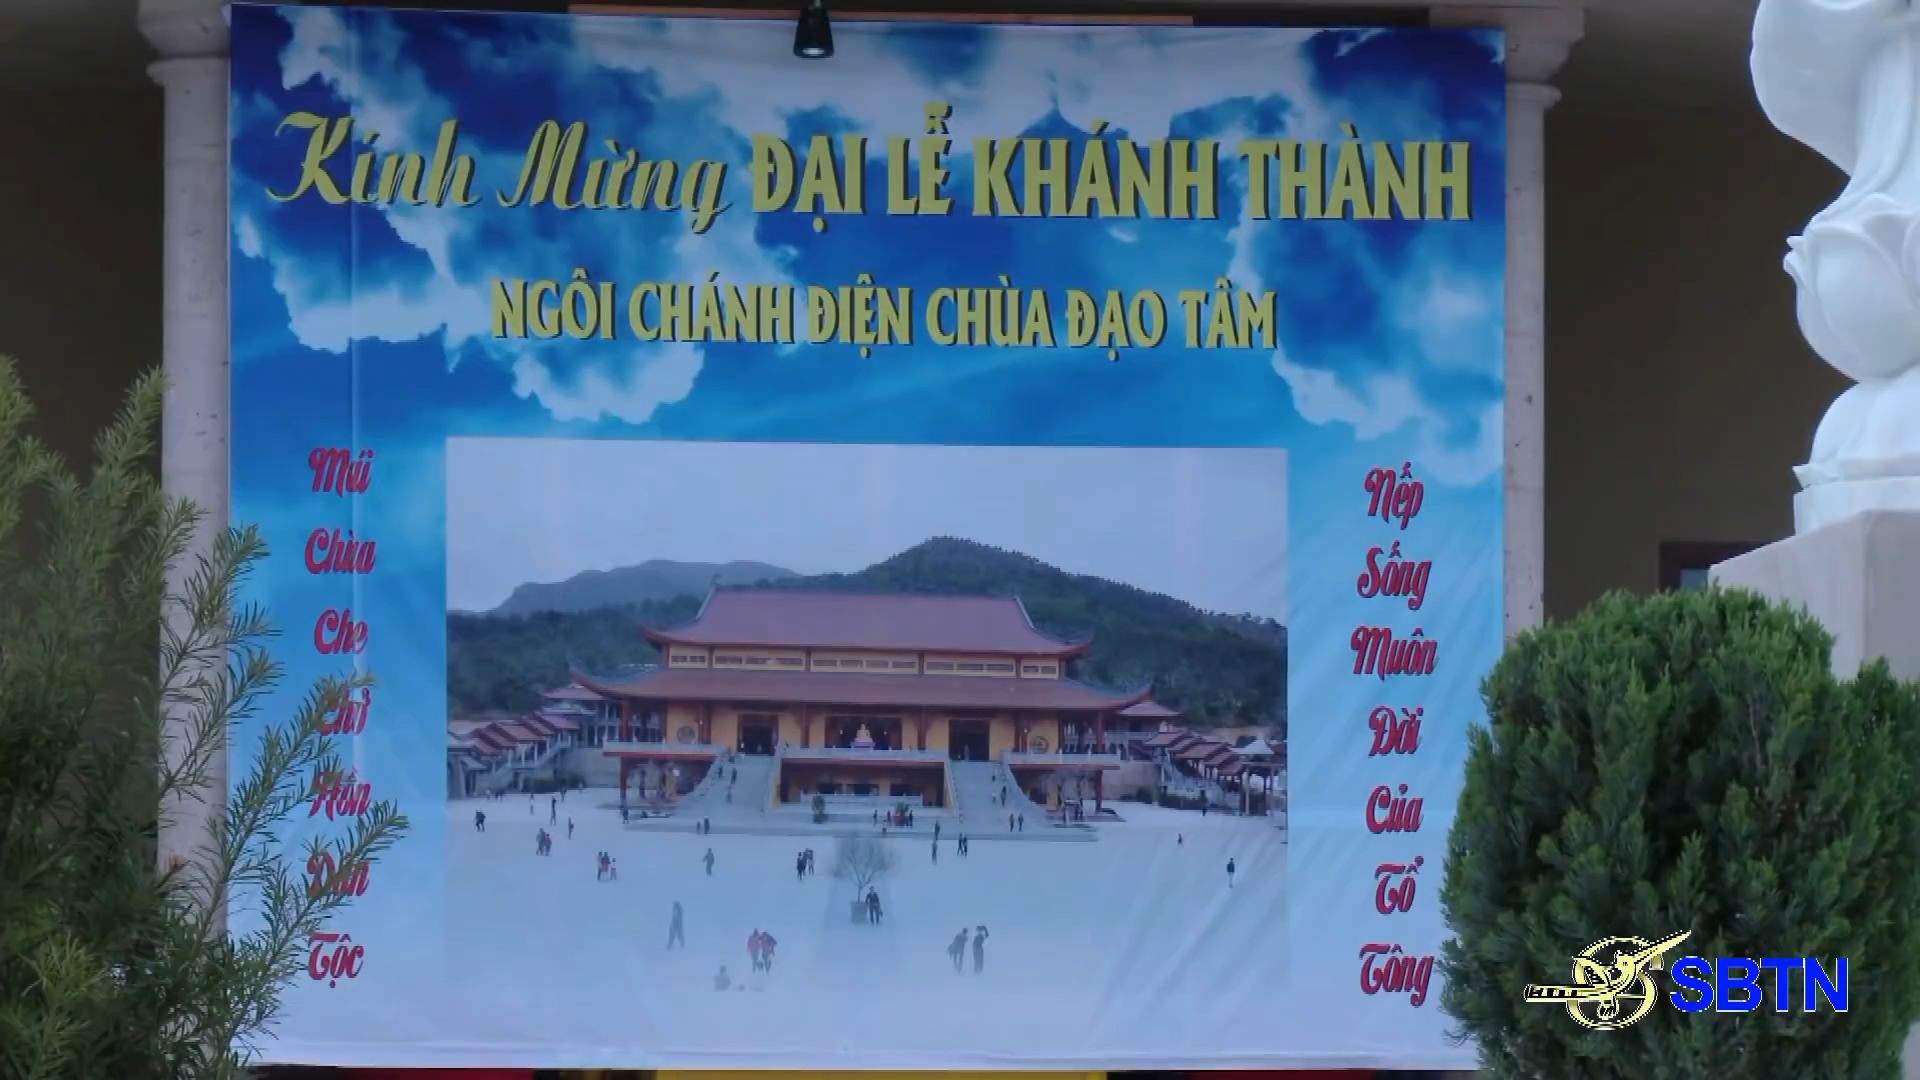 Kính Mừng ĐẠI LỄ KHÁNH THÀNH
NGÔI CHÁNH ĐIỆN CHÙA ĐẠO TÂM
Mái
Chùa
Che
Chở
Hồn
Dân
Tộc
Nếp
Sống
Muôn
Đời
Của
Tổ
Tông
SBTN